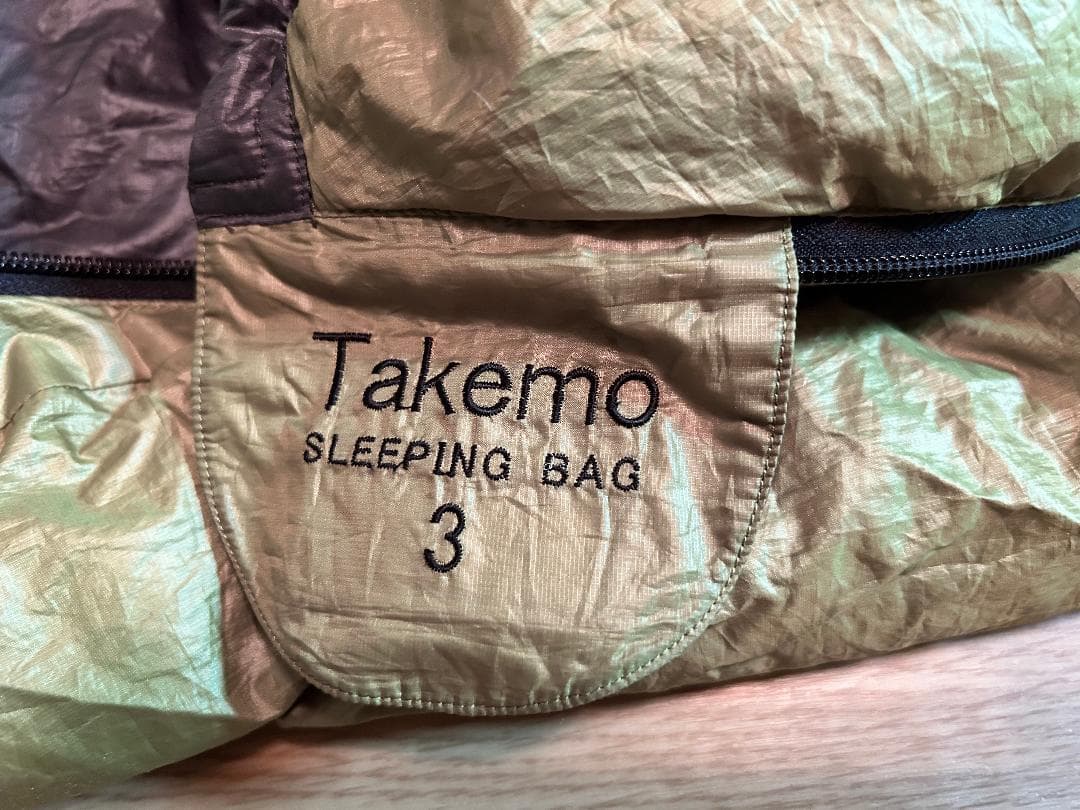 Takemo
SLEEPING BAG
3